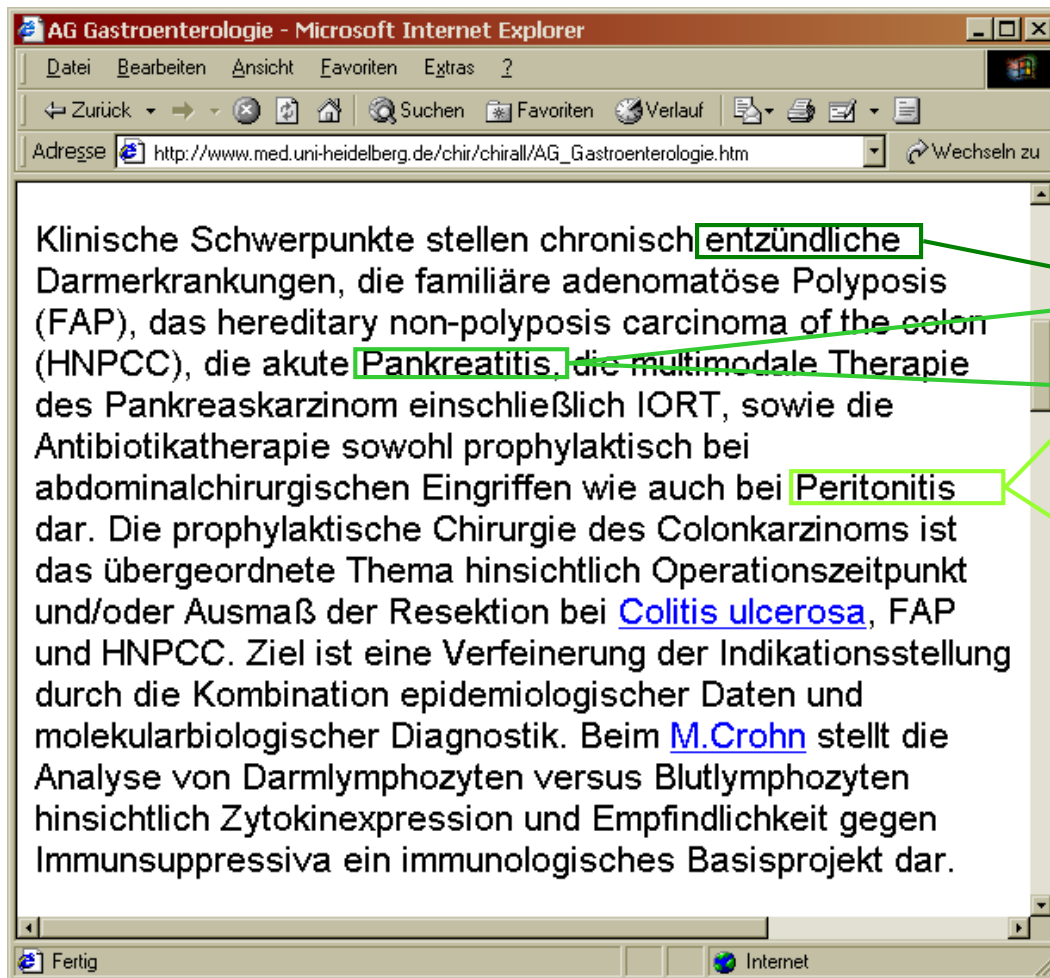 AG Gastroenterologie - Microsoft Internet Explorer
Datei Bearbeiten Ansicht Favoriten Extras ?
Zurück Suchen Favoriten Verlauf
Adresse http://www.med.uni-heidelberg.de/chir/chirall/AG_Gastroenterologie.htm Wechseln zu
Klinische Schwerpunkte stellen chronisch entzündliche
Darmerkrankungen, die familiäre adenomatöse Polyposis
(FAP), das hereditary non-polyposis carcinoma of the colon
(HNPCC), die akute Pankreatitis, die multimodale Therapie
des Pankreaskarzinom einschließlich IORT, sowie die
Antibiotikatherapie sowohl prophylaktisch bei
abdominalchirurgischen Eingriffen wie auch bei Peritonitis
dar. Die prophylaktische Chirurgie des Colonkarzinoms ist
das übergeordnete Thema hinsichtlich Operationszeitpunkt
und/oder Ausmaß der Resektion bei Colitis ulcerosa, FAP
und HNPCC. Ziel ist eine Verfeinerung der Indikationsstellung
durch die Kombination epidemiologischer Daten und
molekularbiologischer Diagnostik. Beim M.Crohn stellt die
Analyse von Darmlymphozyten versus Blutlymphozyten
hinsichtlich Zytokinexpression und Empfindlichkeit gegen
Immunsuppressiva ein immunologisches Basisprojekt dar.
Fertig Internet